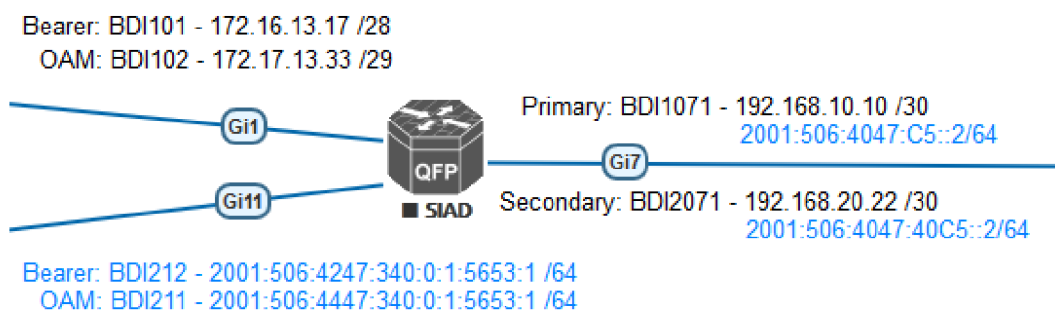 Bearer: BDI101 - 172.16.13.17 /28
OAM: BDI102 - 172.17.13.33 /29
Gi1
Primary: BDI1071 - 192.168.10.10 /30
2001:506:4047:C5::2/64
QFP
Gi7
Gi11
SIAD
Secondary: BDI2071 - 192.168.20.22 /30
2001:506:4047:40C5::2/64
Bearer: BDI212 - 2001:506:4247:340:0:1:5653:1 /64
OAM: BDI211 - 2001:506:4447:340:0:1:5653:1 /64